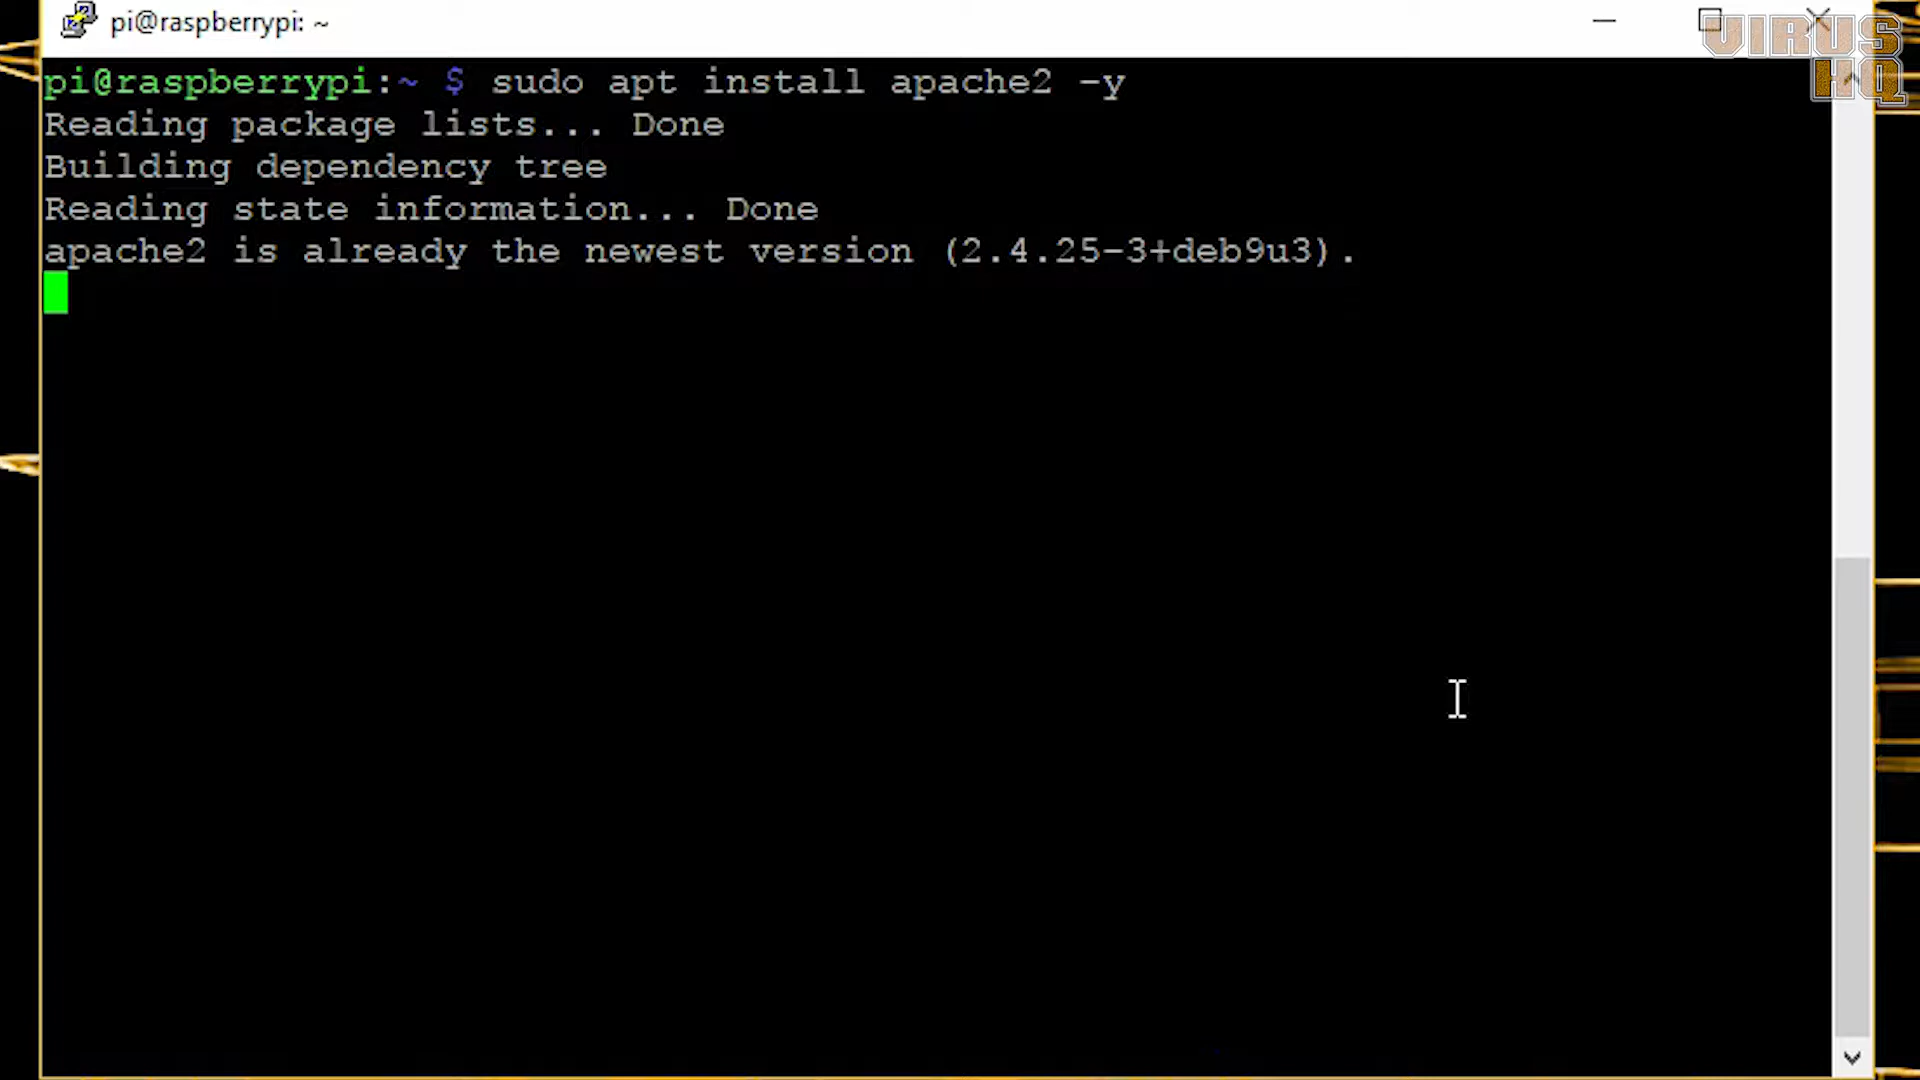 pi@raspberrypi: ~
VIRUS
HQ
pi@raspberrypi:~ $ sudo apt install apache2 -y
Reading package lists... Done
Building dependency tree
Reading state information... Done
apache2 is already the newest version (2.4.25-3+deb9u3).